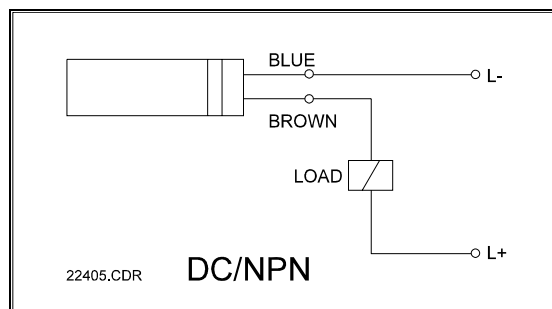 BLUE
L-
BROWN
LOAD
L+
22405.CDR
DC/NPN